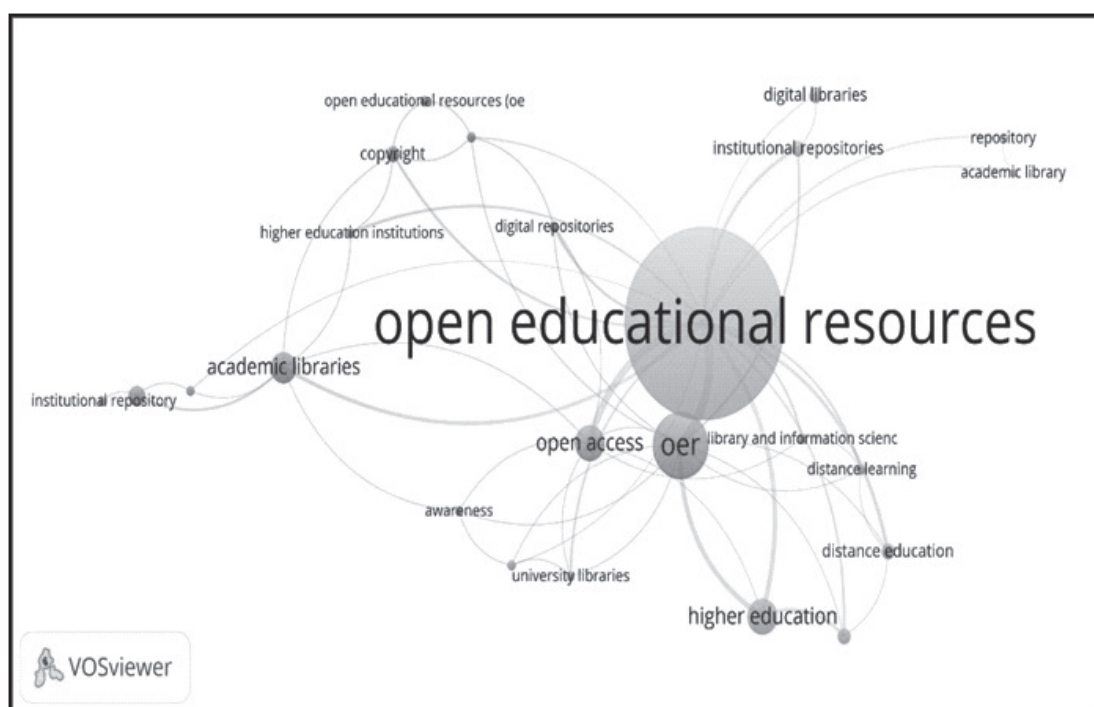 digital libraries
open educational resources (oe
repository
institutional repositories
copyright
academic library
digital repositories
higher education institutions
open educational resources
academic libraries
institutional repository
library and information scienc
open access
oer
distance learning
awareness
distance education
university libraries
higher education
VOSviewer